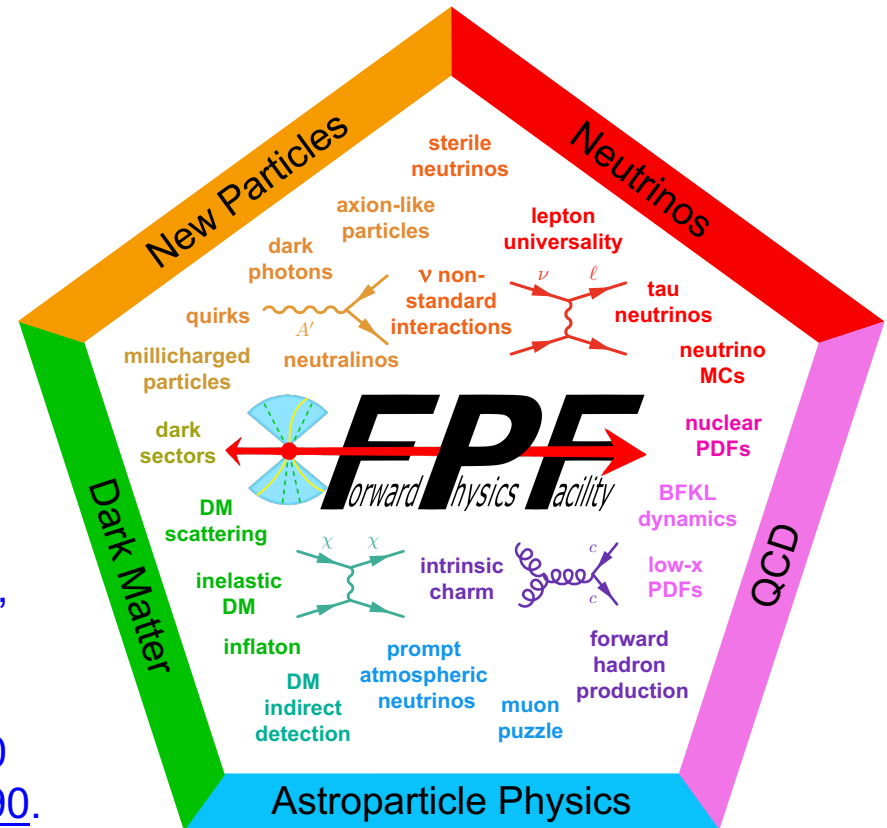 New Particles
Neutrinos
sterile
neutrinos
axion-like
particles
lepton
universality
dark
photons
ν non-
standard
interactions
ν
ℓ
tau
neutrinos
quirks
A′
neutralinos
millicharged
particles
neutrino
MCs
dark
sectors
FPF
Forward Physics Facility
nuclear
PDFs
BFKL
dynamics
DM
scattering
χ
χ
inelastic
DM
intrinsic
charm
c
c
low-x
PDFs
Dark Matter
QCD
inflaton
prompt
atmospheric
neutrinos
forward
hadron
production
DM
indirect
detection
muon
puzzle
Astroparticle Physics
,
0
90.